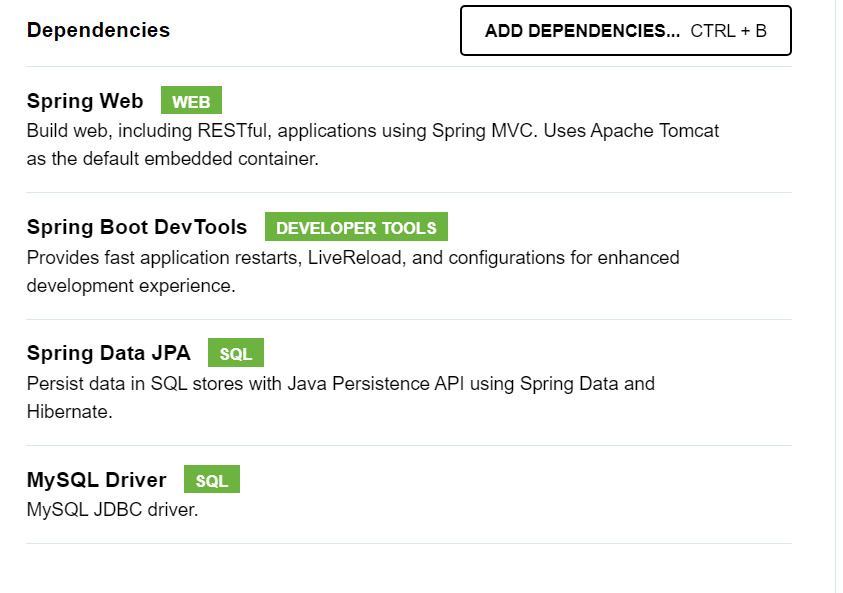 Dependencies
ADD DEPENDENCIES... CTRL + B
Spring Web WEB
Build web, including RESTful, applications using Spring MVC. Uses Apache Tomcat
as the default embedded container.
Spring Boot DevTools DEVELOPER TOOLS
Provides fast application restarts, LiveReload, and configurations for enhanced
development experience.
Spring Data JPA SQL
Persist data in SQL stores with Java Persistence API using Spring Data and
Hibernate.
MySQL Driver SQL
MySQL JDBC driver.